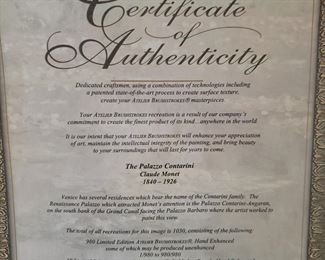 Certificate
of
Authenticity
Dedicated craftsmen, using a combination of technologies including
a patented state-of-the-art process to create surface texture,
create your ATELIER BRUSHSTROKES® masterpieces
Your ATELIER BRUSHSTROKES recreation is a result of our company's
commitment to create the finest product of its kind...anywhere in the world
It is our intent that your ATELIER BRUSHSTROKES will enhance your appreciation
of art, maintain the intellectual integrity of the painting, and bring beauty
to your surroundings that will last for years to come.
The Palazzo Contarini
Claude Monet
1840 - 1926
Venice has several residences which bear the name of the Contarini family. The
Renaissance Palazzo which attracted Monet's attention is the Palazzo Contarini-Angaran,
on the south bank of the Grand Canal facing the Palazzo Barbaro where the artist worked to
paint this view
The total of all recreations for this image is 1030, consisting of the following:
980 Limited Edition ATELIER BRUSHSTROKES®, Hand Enhanced
some of which may be produced unenhanced
1/980 to 980/980